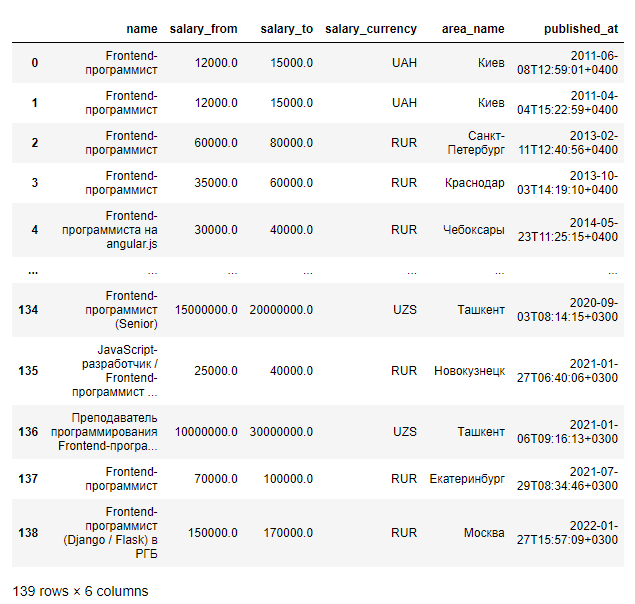 name salary_from salary_to salary_currency area_name published_at
0 Frontend-программист 12000.0 15000.0 UAH Киев 2011-06-08T12:59:01+0400
1 Frontend-программист 12000.0 15000.0 UAH Киев 2011-04-04T15:22:59+0400
2 Frontend-программист 60000.0 80000.0 RUR Санкт-Петербург 2013-02-11T12:40:56+0400
3 Frontend-программист 35000.0 60000.0 RUR Краснодар 2013-10-03T14:19:10+0400
4 Frontend-программиста на angular.js 30000.0 40000.0 RUR Чебоксары 2014-05-23T11:25:15+0400
... ... ... ... ... ... ...
134 Frontend-программист (Senior) 15000000.0 20000000.0 UZS Ташкент 2020-09-03T08:14:15+0300
135 JavaScript-разработчик / Frontend-программист ... 25000.0 40000.0 RUR Новокузнецк 2021-01-27T06:40:06+0300
136 Преподаватель программирования Frontend-програ... 10000000.0 30000000.0 UZS Ташкент 2021-01-06T09:16:13+0300
137 Frontend-программист 70000.0 100000.0 RUR Екатеринбург 2021-07-29T08:34:46+0300
138 Frontend-программист (Django / Flask) в РГБ 150000.0 170000.0 RUR Москва 2022-01-27T15:57:09+0300
139 rows × 6 columns